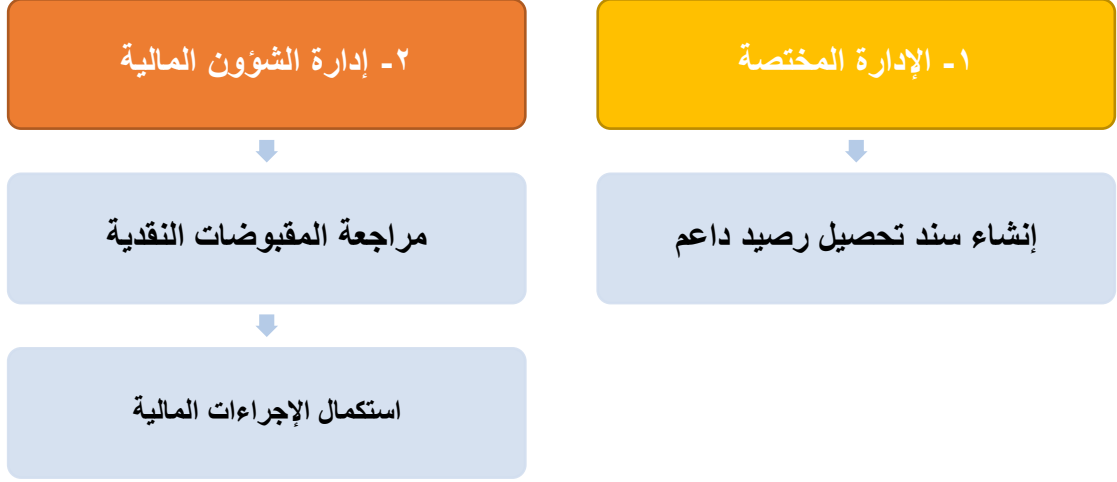 ١- الإدارة المختصة
إنشاء سند تحصيل رصيد داعم
٢- إدارة الشؤون المالية
مراجعة المقبوضات النقدية
استكمال الإجراءات المالية